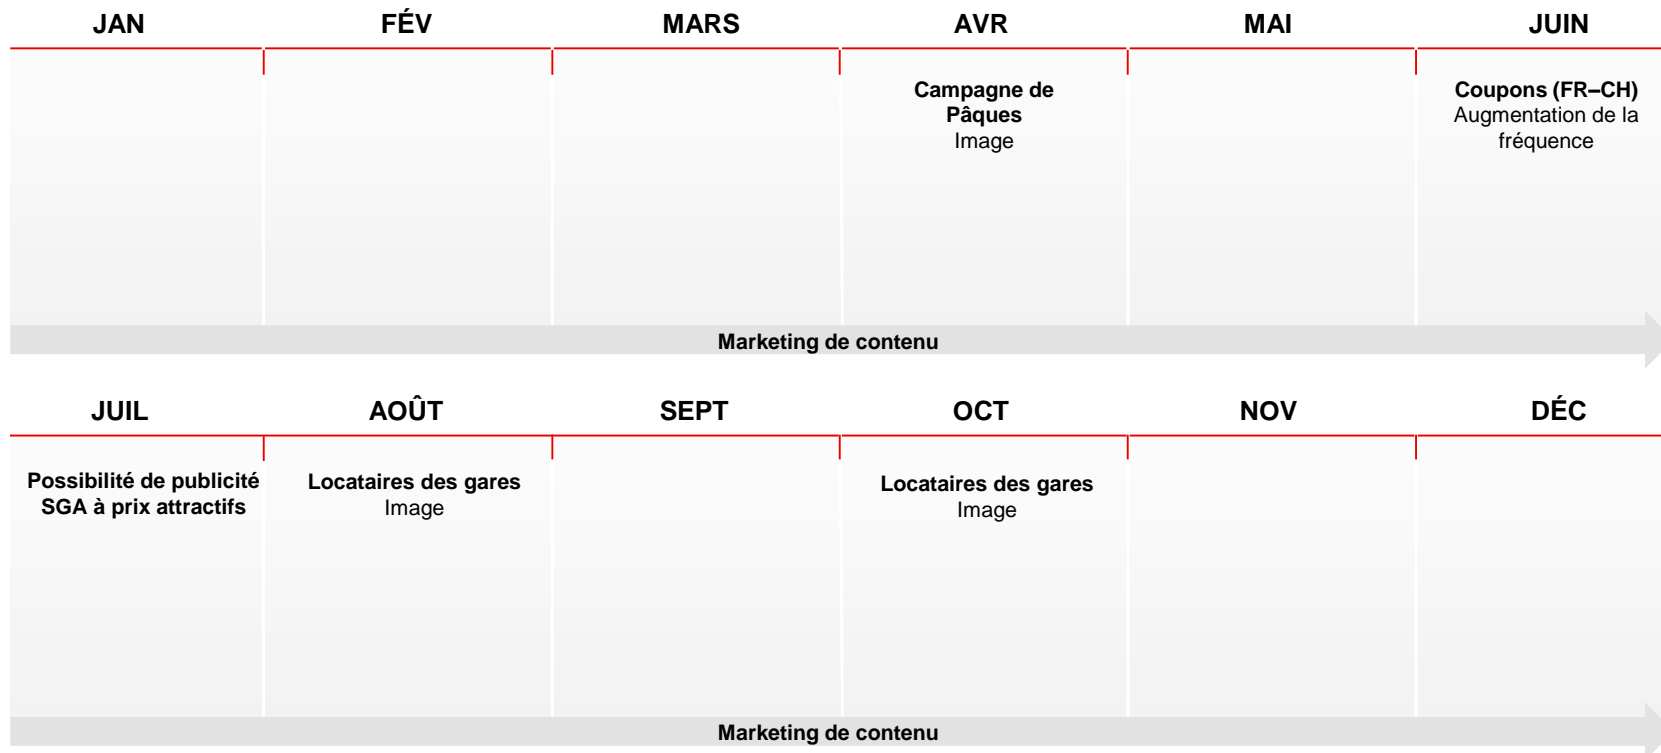 JAN FÉV MARS AVR MAI JUIN
Campagne de
Pâques
Image
Coupons (FR–CH)
Augmentation de la
fréquence
Marketing de contenu
JUIL AOÛT SEPT OCT NOV DÉC
Possibilité de publicité
SGA à prix attractifs
Locataires des gares
Image
Locataires des gares
Image
Marketing de contenu